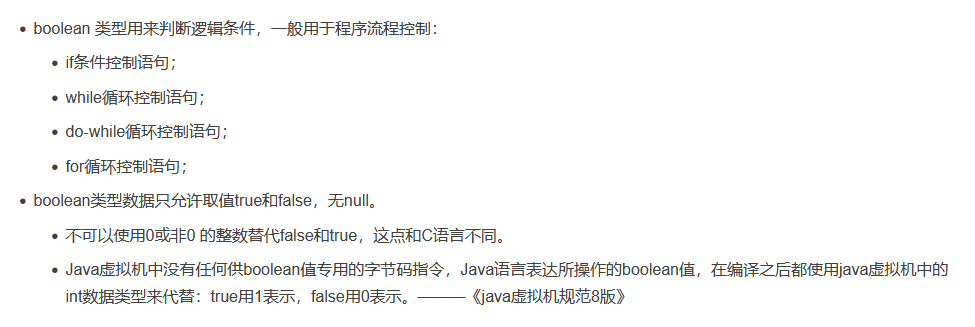 boolean 类型用来判断逻辑条件，一般用于程序流程控制：
if条件控制语句；
while循环控制语句；
do-while循环控制语句；
for循环控制语句；
boolean类型数据只允许取值true和false，无null。
不可以使用0或非0 的整数替代false和true，这点和C语言不同。
Java虚拟机中没有任何供boolean值专用的字节码指令，Java语言表达所操作的boolean值，在编译之后都使用java虚拟机中的
int数据类型来代替：true用1表示，false用0表示。———《java虚拟机规范8版》